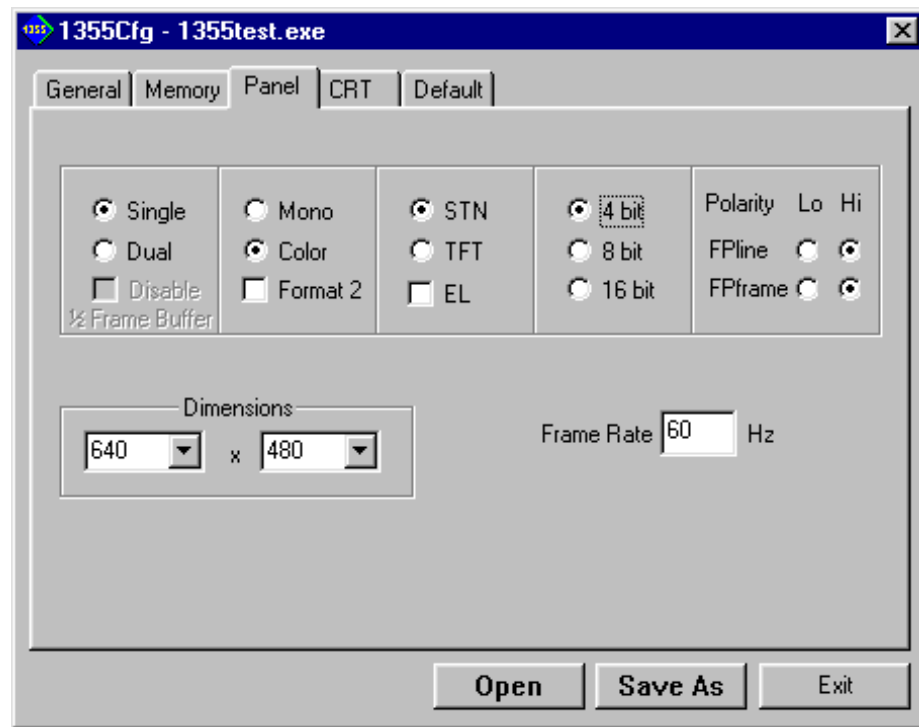 1355 1355Cfg - 1355test.exe
General Memory Panel CRT Default
Single Mono STN 4 bit Polarity Lo Hi
Dual Color TFT 8 bit FPline
Disable Format 2 EL 16 bit FPframe
½ Frame Buffer
Dimensions
640 x 480 Frame Rate 60 Hz
Open Save As Exit